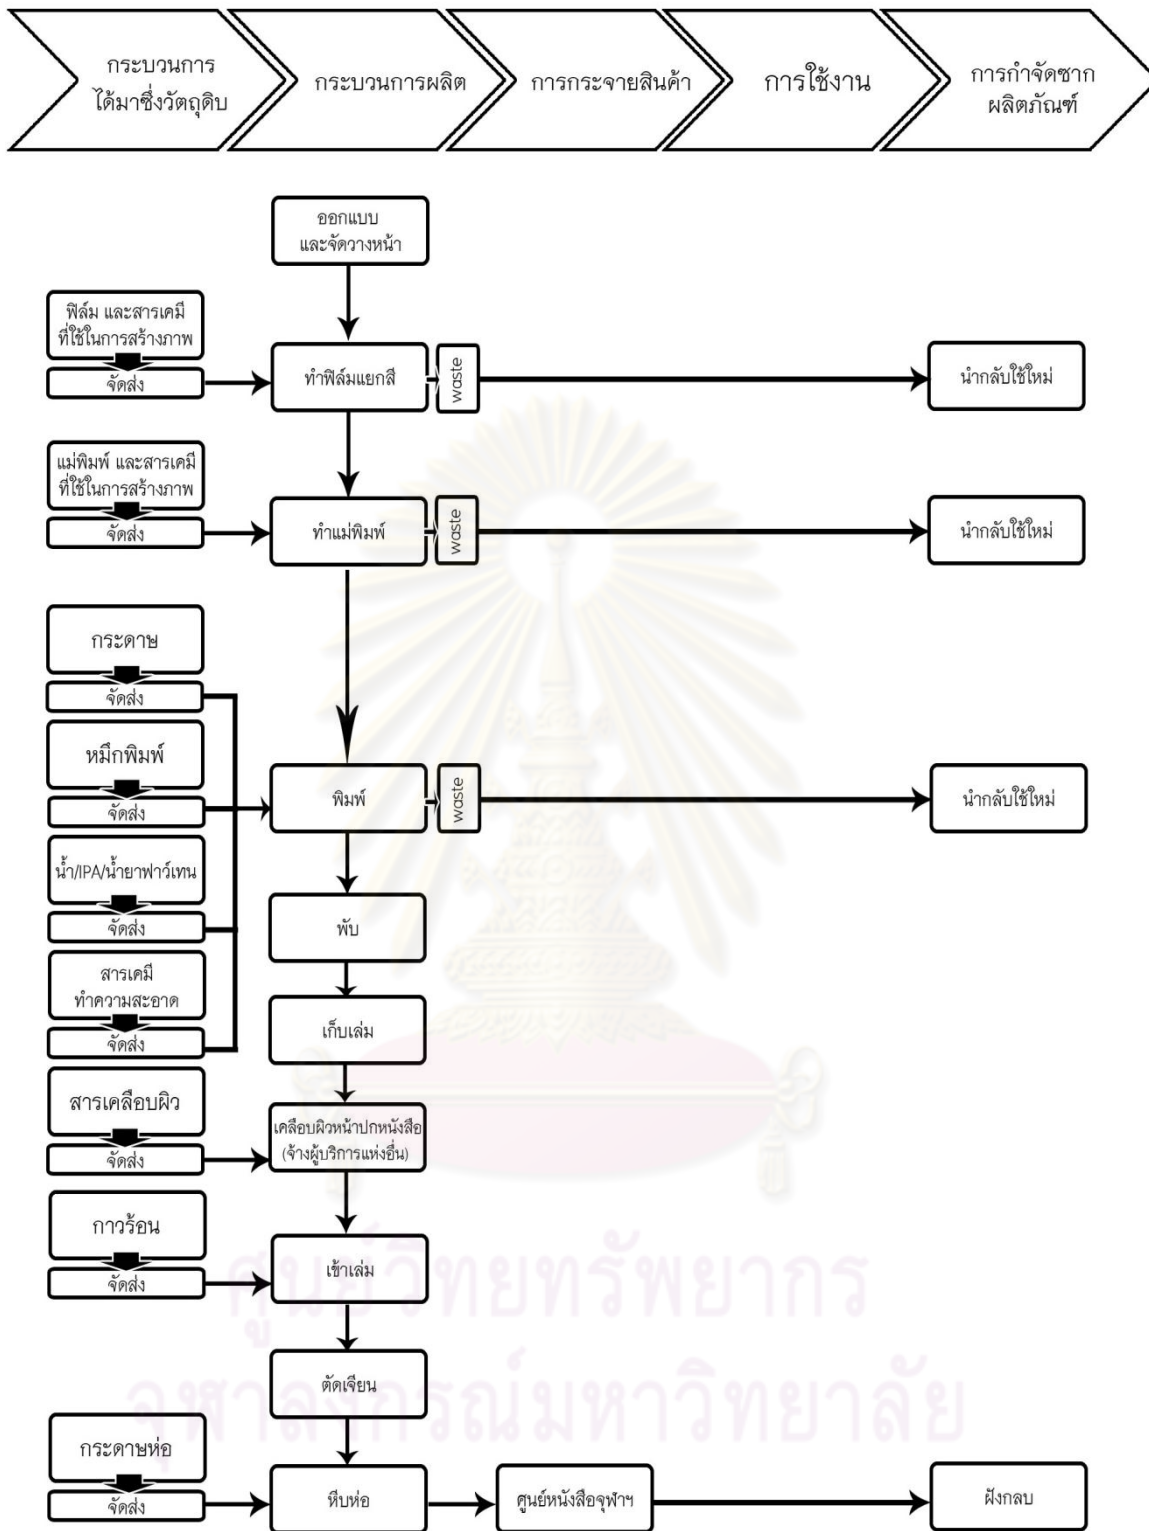 กระบวนการ
ได้มาซึ่งวัตถุดิบ
กระบวนการผลิต
การกระจายสินค้า
การใช้งาน
การกำจัดซาก
ผลิตภัณฑ์
ออกแบบ
และจัดวางหน้า
ฟิล์ม และสารเคมี
ที่ใช้ในการสร้างภาพ
จัดส่ง
ทำฟิล์มแยกสี
waste
นำกลับใช้ใหม่
แม่พิมพ์ และสารเคมี
ที่ใช้ในการสร้างภาพ
จัดส่ง
ทำแม่พิมพ์
waste
นำกลับใช้ใหม่
กระดาษ
จัดส่ง
หมึกพิมพ์
จัดส่ง
พิมพ์
waste
นำกลับใช้ใหม่
น้ำ/IPA/น้ำยาฟาว์เทน
จัดส่ง
พับ
สารเคมี
ทำความสะอาด
จัดส่ง
เก็บเล่ม
สารเคลือบผิว
จัดส่ง
เคลือบผิวหน้าปกหนังสือ
(จ้างผู้บริการแห่งอื่น)
กาวร้อน
จัดส่ง
เข้าเล่ม
ศูนย์วิทยทรัพยากร
ตัดเจียน
จุฬาลงกรณ์มหาวิทยาลัย
กระดาษห่อ
จัดส่ง
หีบห่อ
ศูนย์หนังสือจุฬาฯ
ฝังกลบ